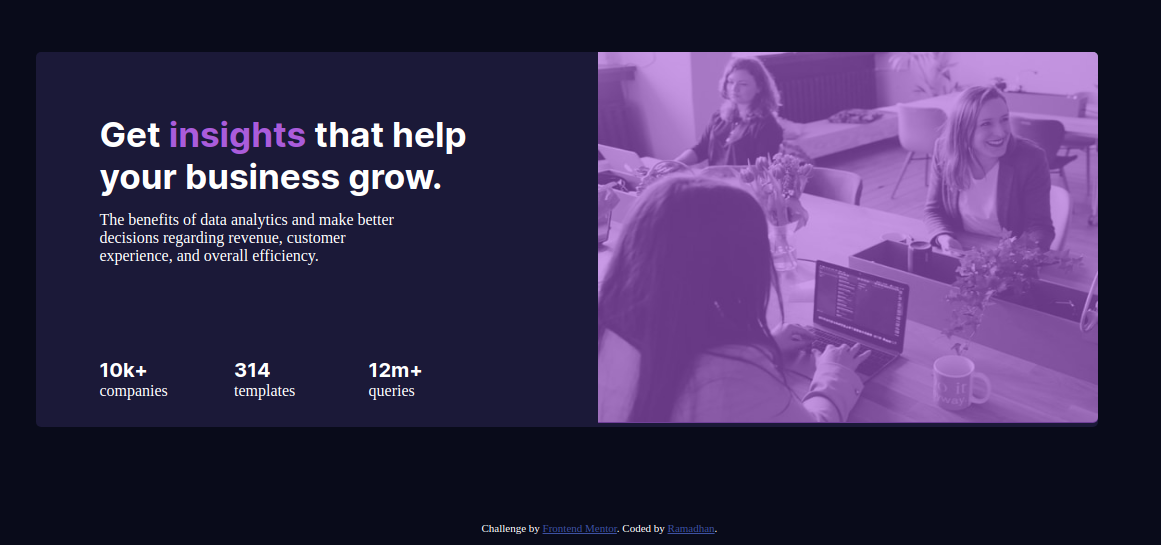 Get insights that help
your business grow.
The benefits of data analytics and make better
decisions regarding revenue, customer
experience, and overall efficiency.
10k+ 314 12m+
companies templates queries
Challenge by Frontend Mentor. Coded by Ramadhan.